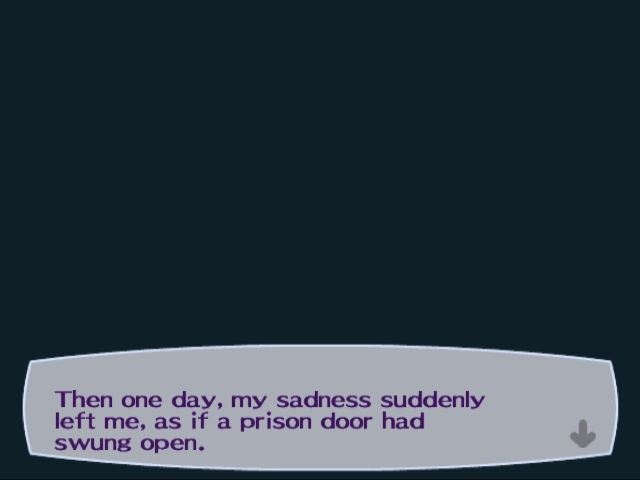 Then one day, my sadness suddenly
left me, as if a prison door had
swung open.